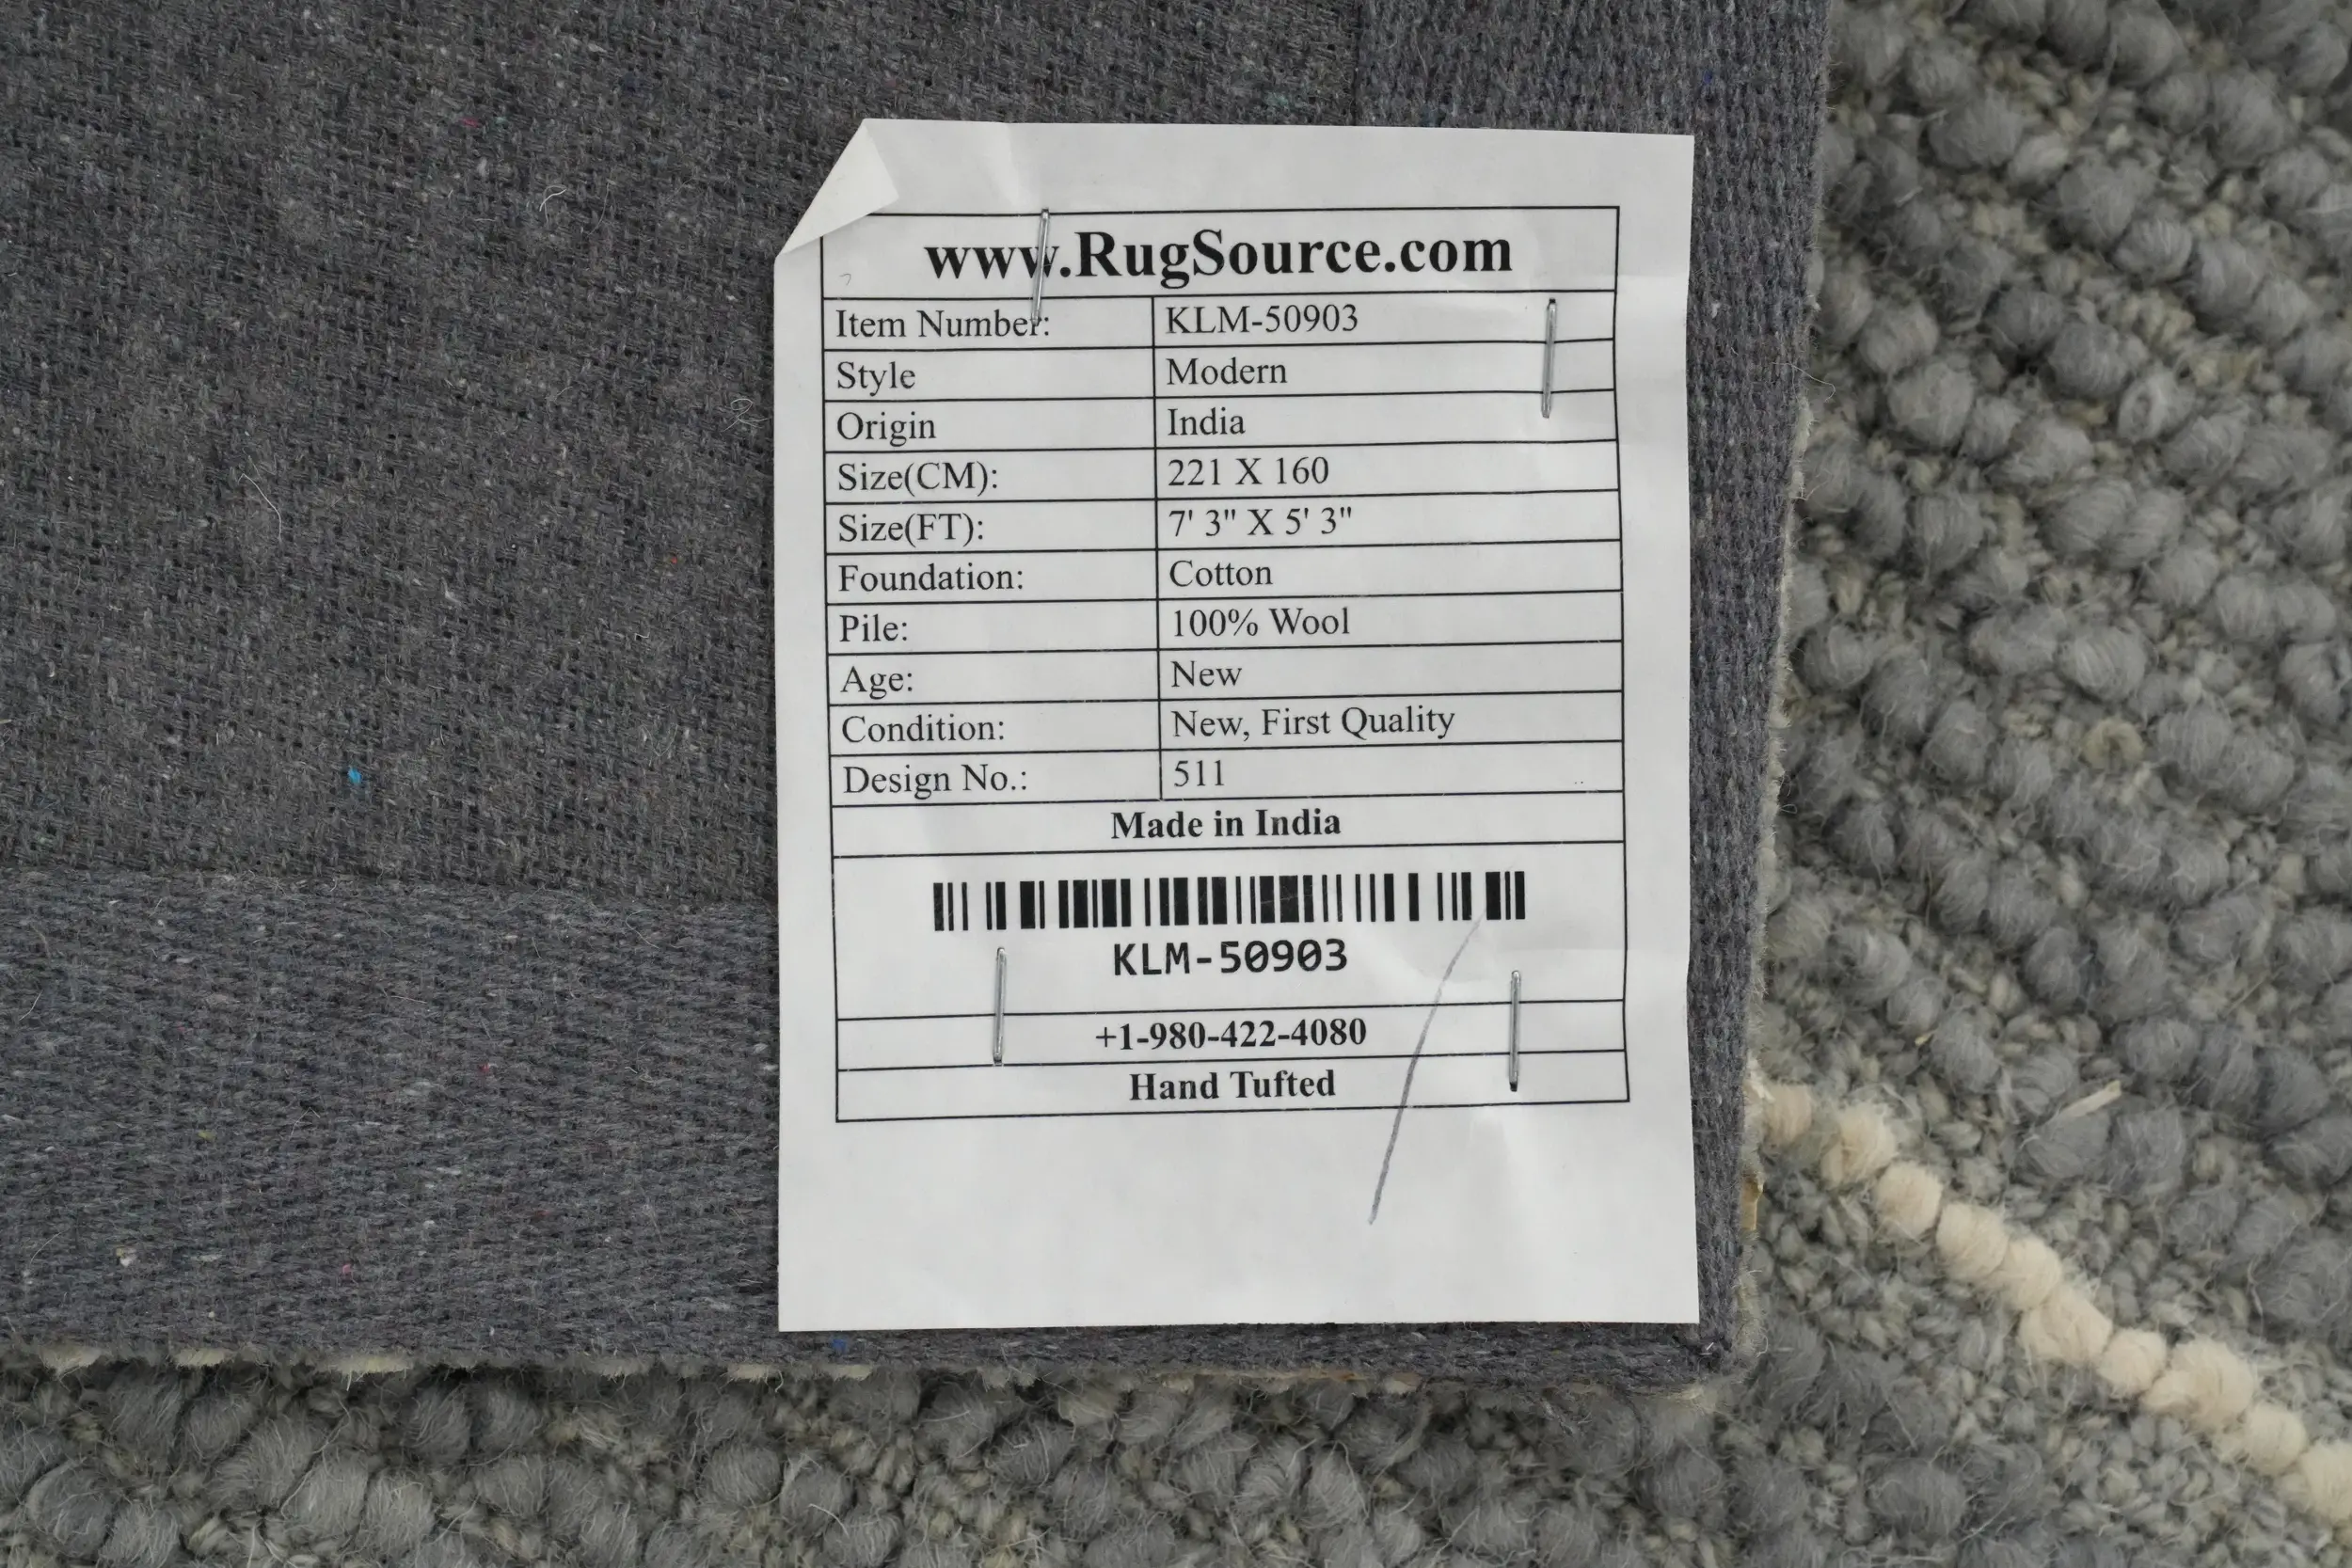 www.RugSource.com
Item Number: KLM-50903
Style Modern
Origin India
Size(CM): 221 X 160
Size(FT): 7' 3" X 5' 3"
Foundation: Cotton
Pile: 100% Wool
Age: New
Condition: New, First Quality
Design No.: 511
Made in India
KLM-50903
+1-980-422-4080
Hand Tufted